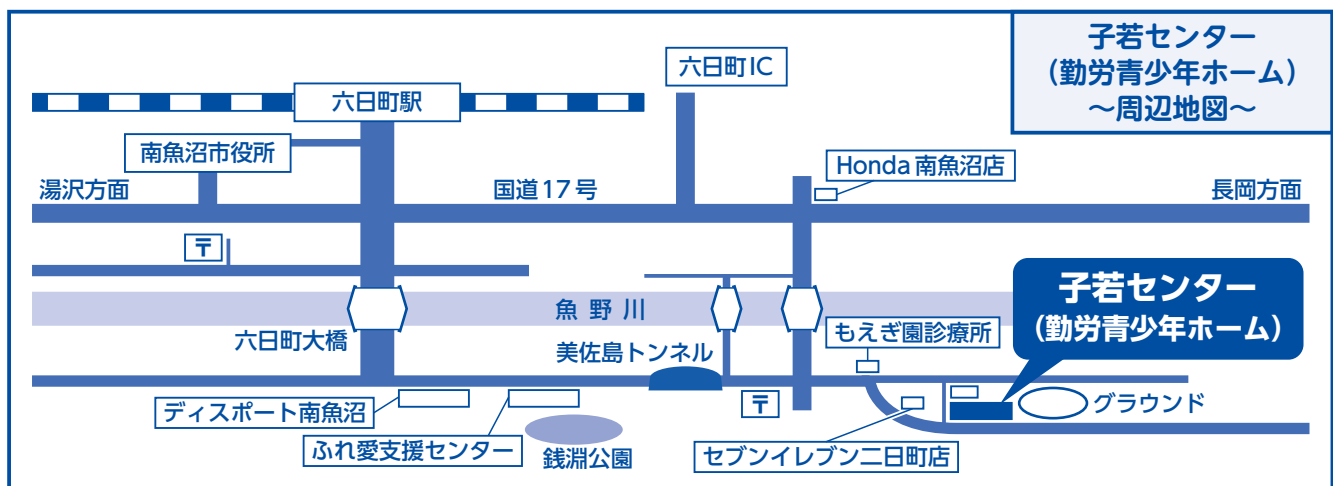 子若センター
(勤労青少年ホーム)
〜周辺地図〜
六日町IC
六日町駅
南魚沼市役所
Honda 南魚沼店
湯沢方面
国道17号
長岡方面
〒
子若センター
(勤労青少年ホーム)
魚野川
六日町大橋
もえぎ園診療所
美佐島トンネル
〒
グラウンド
ディスポート南魚沼
ふれ愛支援センター
銭淵公園
セブンイレブン二日町店